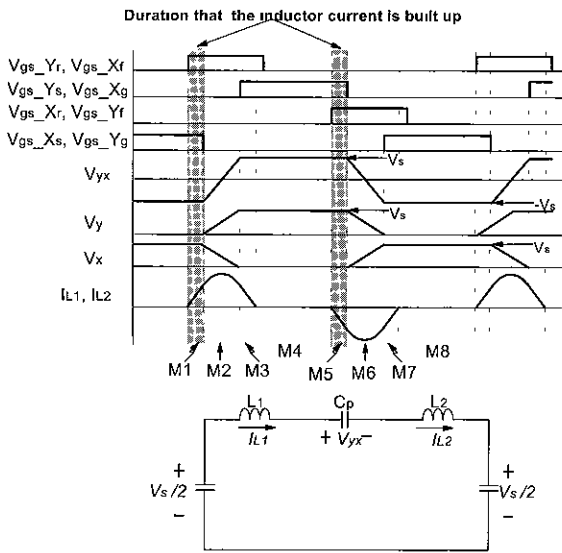 Duration that the inductor current is built up
Vgs_Yr, Vgs_Xf
Vgs_Ys, Vgs_Xg
Vgs_Xr, Vgs_Yf
Vgs_Xs, Vgs_Yg
Vs
Vyx
-Vs
Vs
Vy
Vs
Vx
IL1, IL2
M4 M8
M1 M2 M3 M5 M6 M7
L1 Cp L2
IL1 + Vyx − IL2
+ +
Vs/2 Vs/2
− −